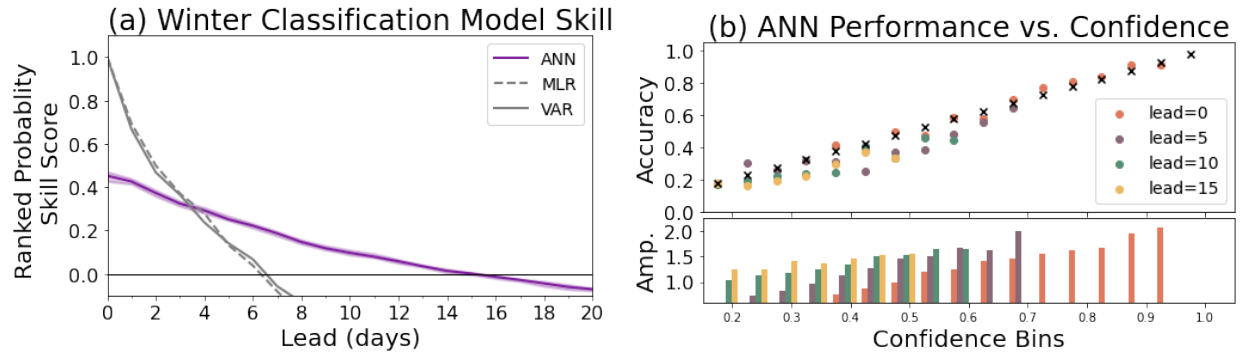 (a) Winter Classification Model Skill
Ranked Probablity
Skill Score
1.0
0.8
0.6
0.4
0.2
0.0
ANN
MLR
VAR
0 2 4 6 8 10 12 14 16 18 20
Lead (days)
(b) ANN Performance vs. Confidence
Accuracy
1.0
0.8
0.6
0.4
0.2
0.0
lead=0
lead=5
lead=10
lead=15
Amp.
2.0
1.5
1.0
0.2 0.3 0.4 0.5 0.6 0.7 0.8 0.9 1.0
Confidence Bins